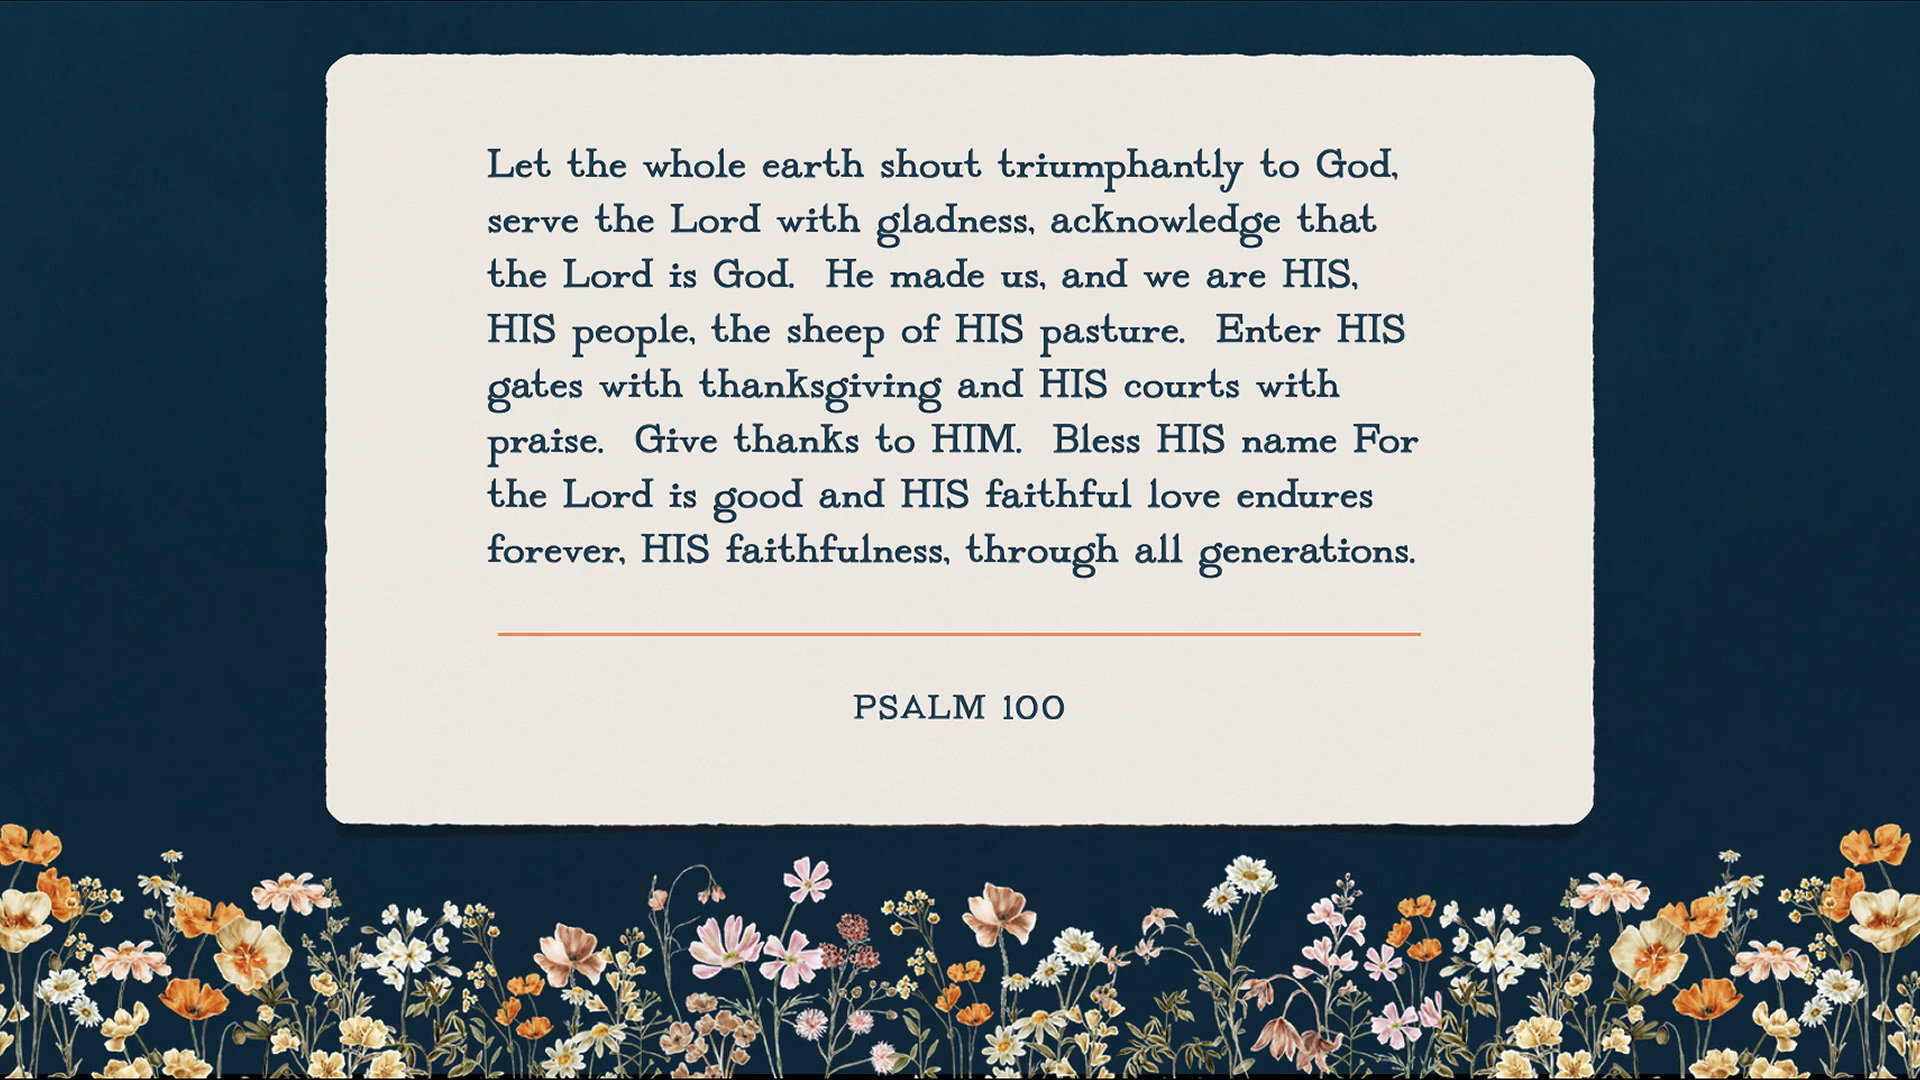 Let the whole earth shout triumphantly to God,
serve the Lord with gladness, acknowledge that
the Lord is God.  He made us, and we are HIS,
HIS people, the sheep of HIS pasture.  Enter HIS
gates with thanksgiving and HIS courts with
praise.  Give thanks to HIM.  Bless HIS name For
the Lord is good and HIS faithful love endures
forever, HIS faithfulness, through all generations.
PSALM 100